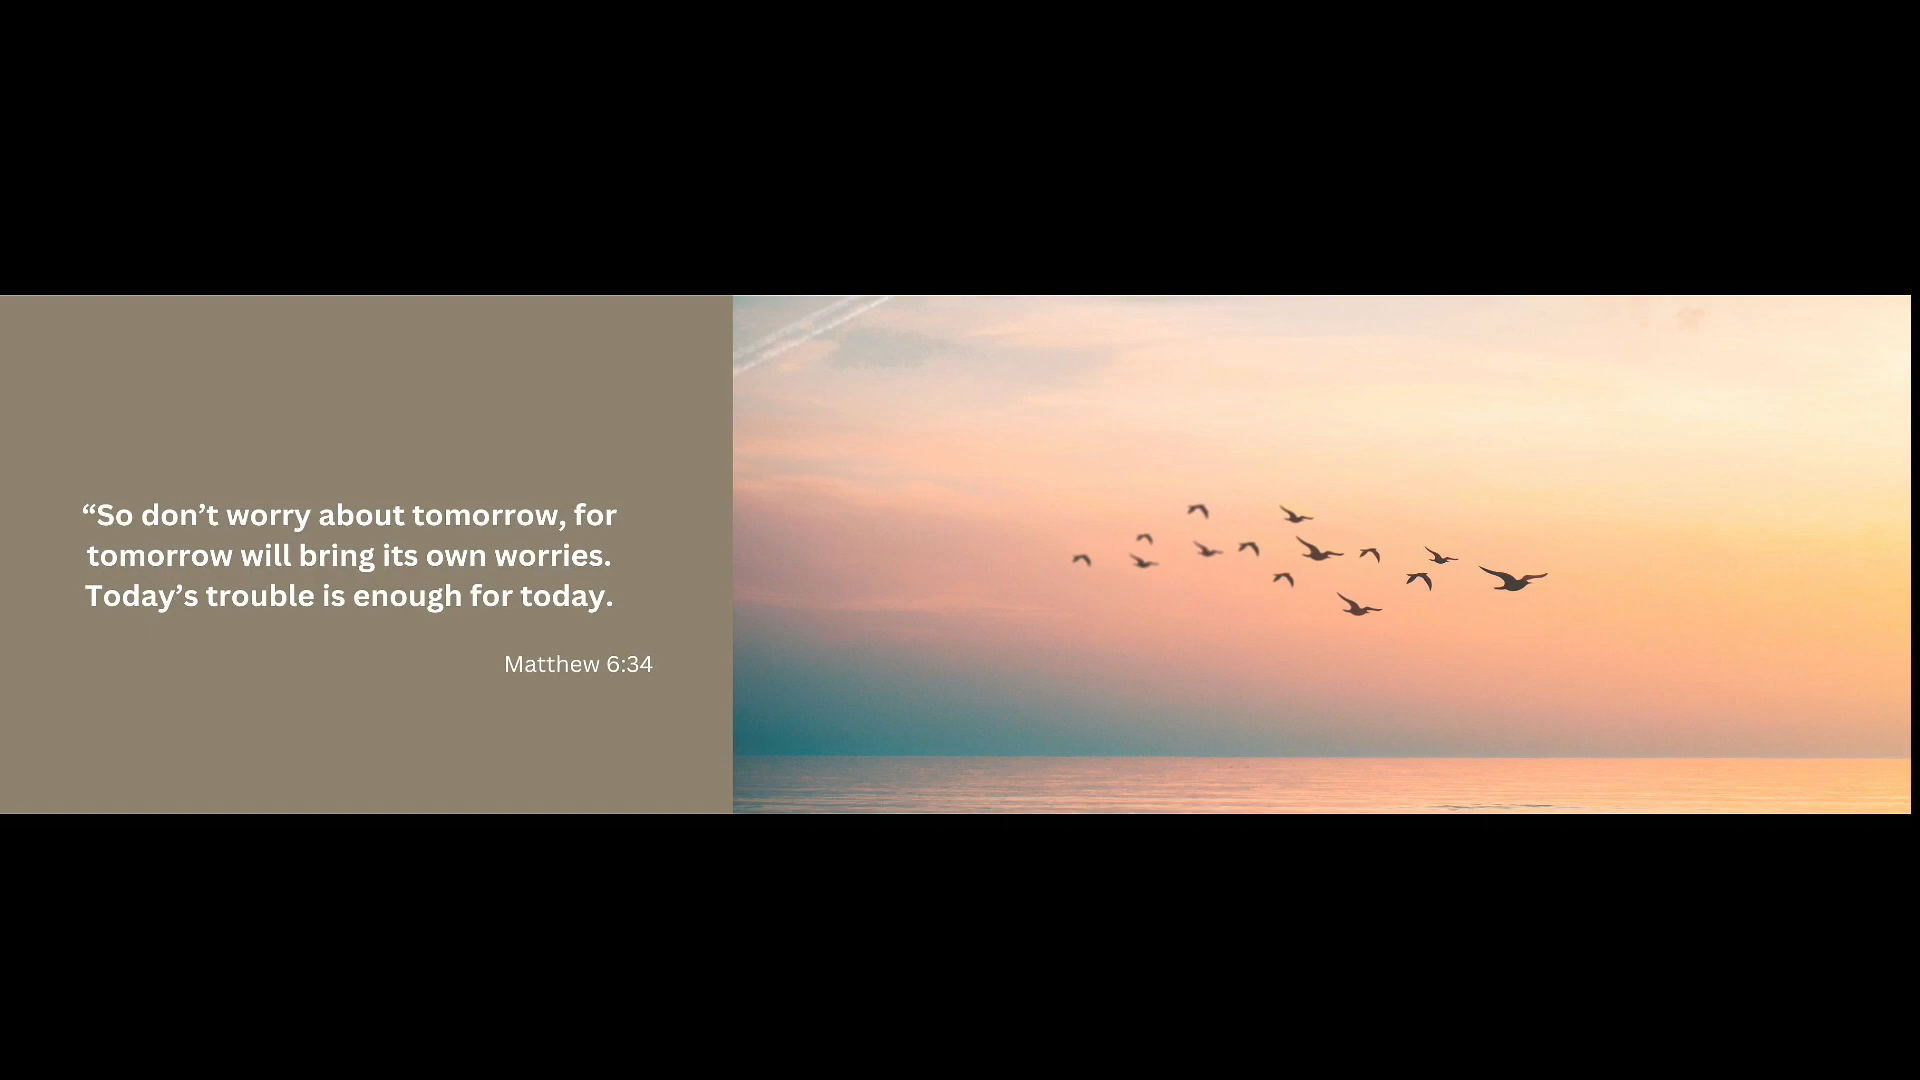 “So don’t worry about tomorrow, for
tomorrow will bring its own worries.
Today’s trouble is enough for today.
Matthew 6:34